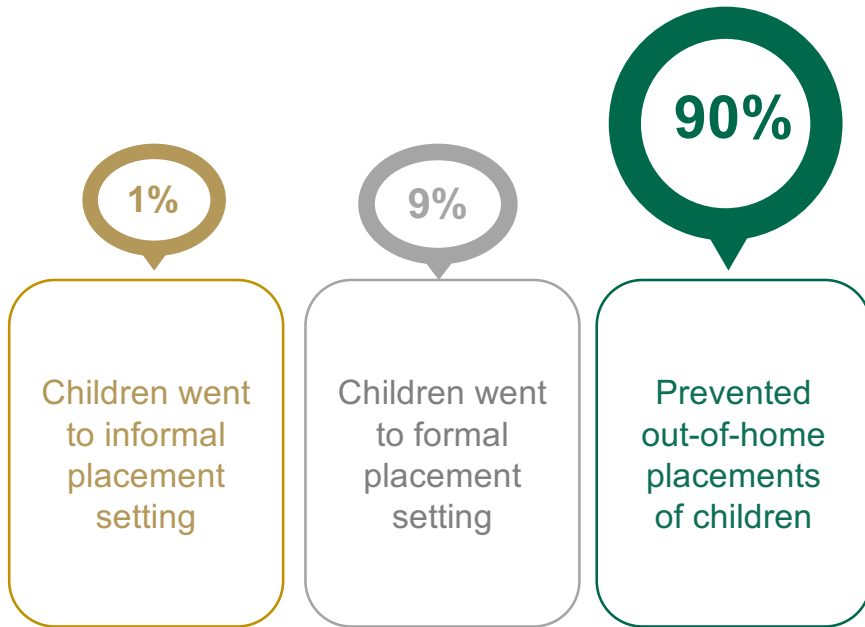 1%
Children went
to informal
placement
setting
9%
Children went
to formal
placement
setting
90%
Prevented
out-of-home
placements
of children